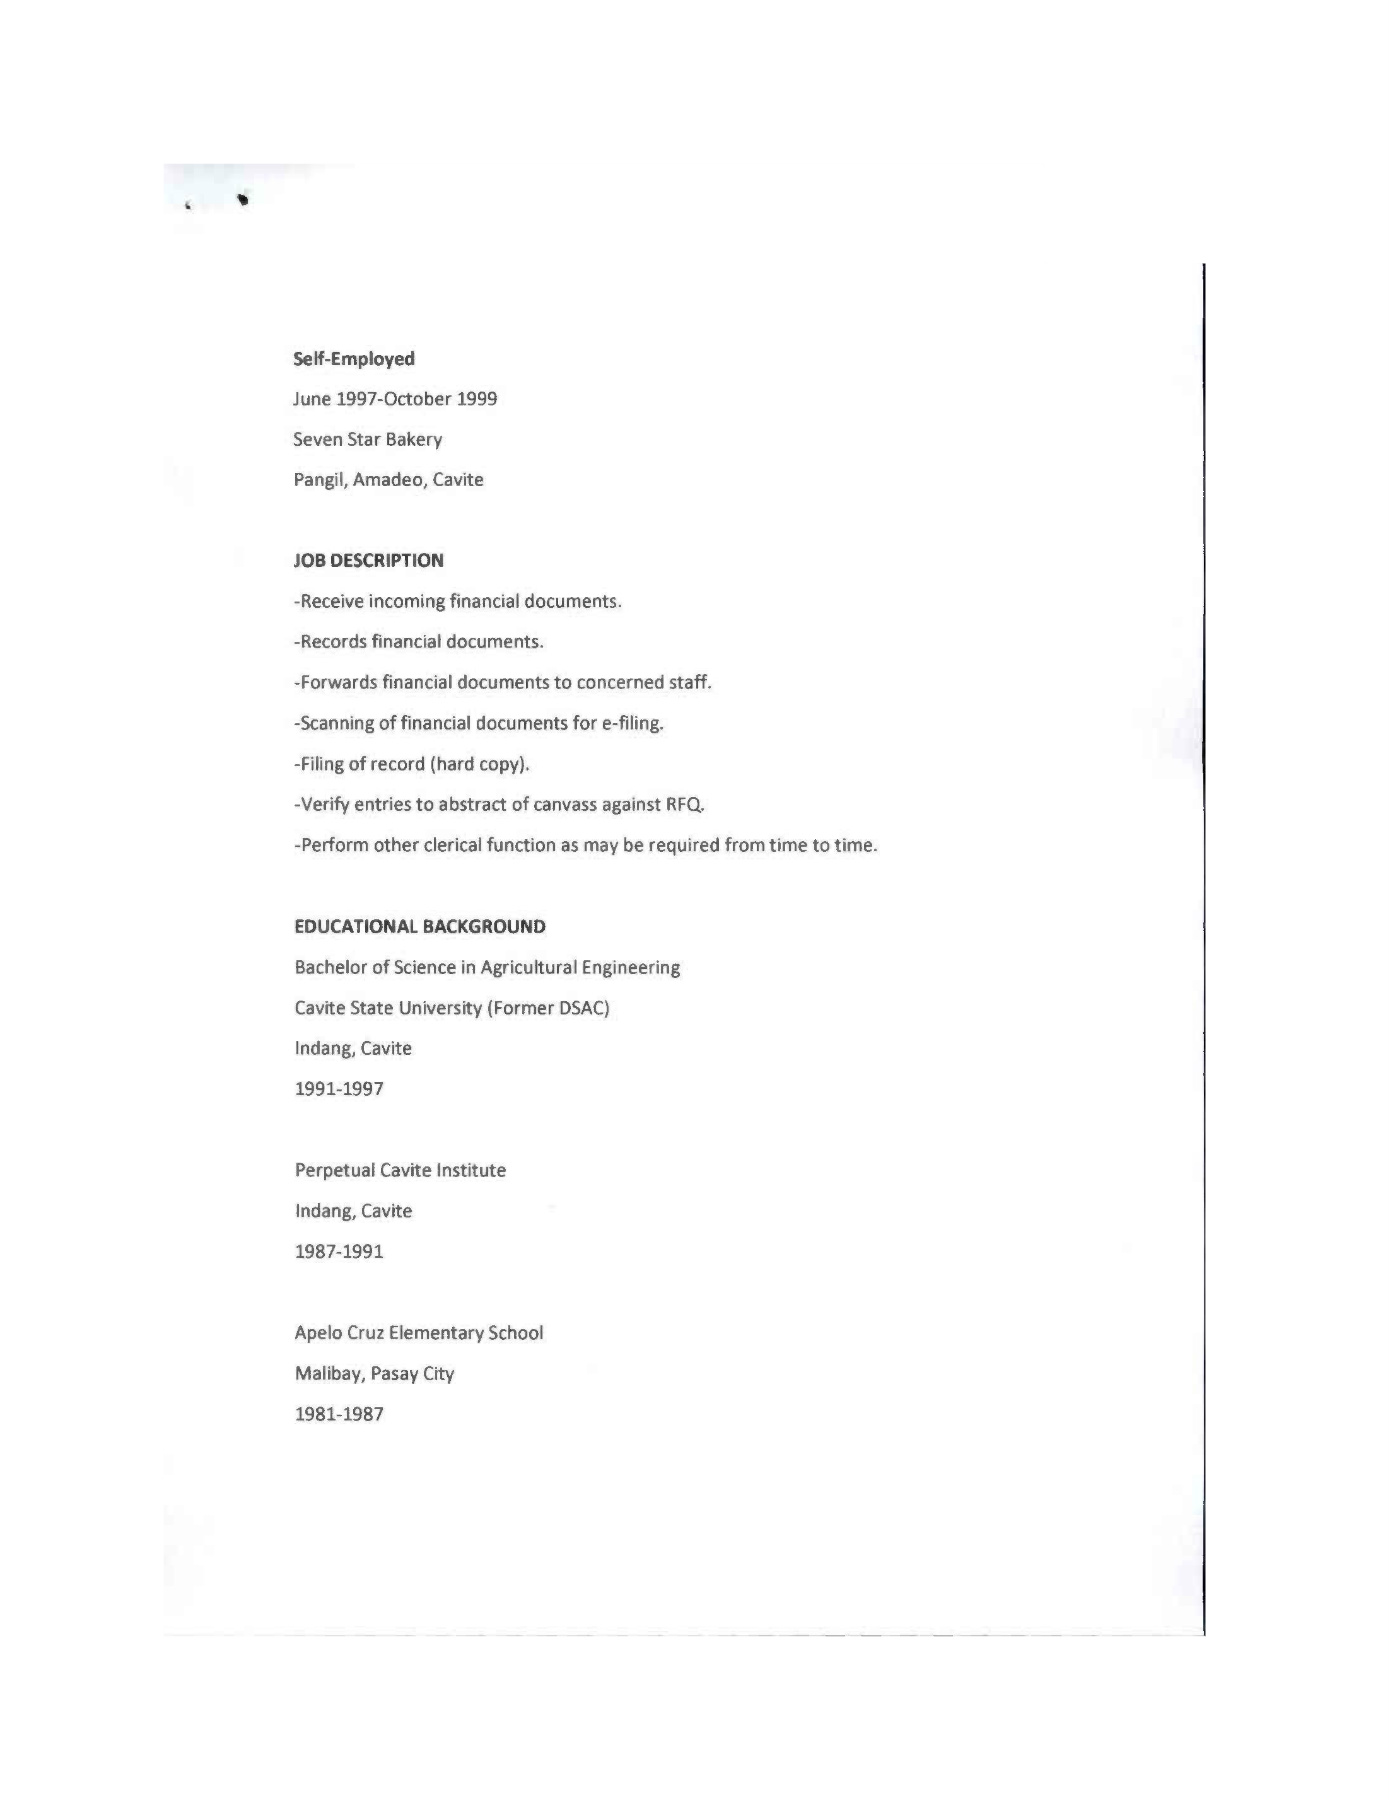 Self-Employed
June 1997-October 1999
Seven Star Bakery
Pangil, Amadeo, Cavite
JOB DESCRIPTION
-Receive incoming financial documents.
-Records financial documents.
-Forwards financial documents to concerned staff.
-Scanning of financial documents for e-filing.
-Filing of record (hard copy).
-Verify entries to abstract of canvass against RFQ.
-Perform other clerical function as may be required from time to time.
EDUCATIONAL BACKGROUND
Bachelor of Science in Agricultural Engineering
Cavite State University (Former DSAC)
Indang, Cavite
1991-1997
Perpetual Cavite Institute
Indang, Cavite
1987-1991
Apelo Cruz Elementary School
Malibay, Pasay City
1981-1987